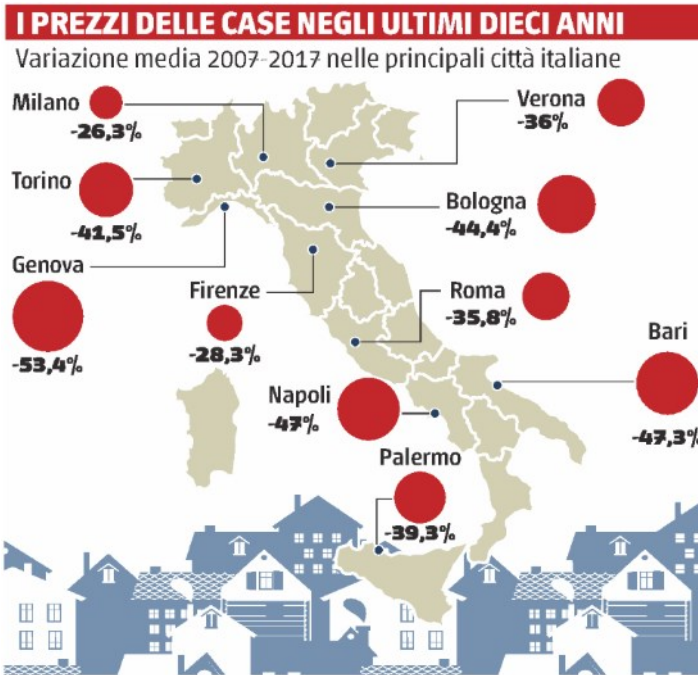 I PREZZI DELLE CASE NEGLI ULTIMI DIECI ANNI
Variazione media 2007-2017 nelle principali città italiane
Milano
-26,3%
Verona
-36%
Torino
-41,5%
Bologna
-44,4%
Genova
-53,4%
Firenze
-28,3%
Roma
-35,8%
Bari
-47,3%
Napoli
-47%
Palermo
-39,3%